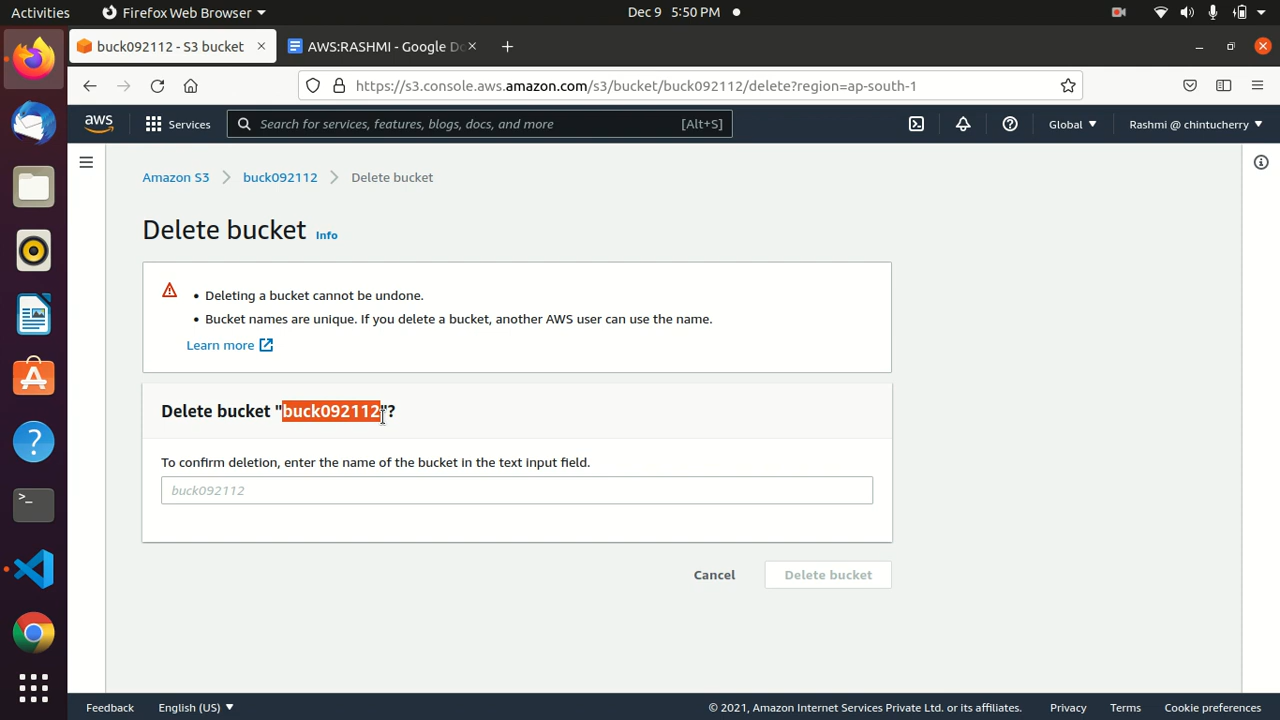 Activities Firefox Web Browser Dec 9 5:50 PM
buck092112 - S3 bucket AWS:RASHMI - Google Do
https://s3.console.aws.amazon.com/s3/bucket/buck092112/delete?region=ap-south-1
aws Services Search for services, features, blogs, docs, and more [Alt+S] Global Rashmi @ chintucherry
Amazon S3 buck092112 Delete bucket
Delete bucket Info
• Deleting a bucket cannot be undone.
• Bucket names are unique. If you delete a bucket, another AWS user can use the name.
Learn more
Delete bucket "buck092112"?
To confirm deletion, enter the name of the bucket in the text input field.
buck092112
Cancel Delete bucket
Feedback English (US) © 2021, Amazon Internet Services Private Ltd. or its affiliates. Privacy Terms Cookie preferences